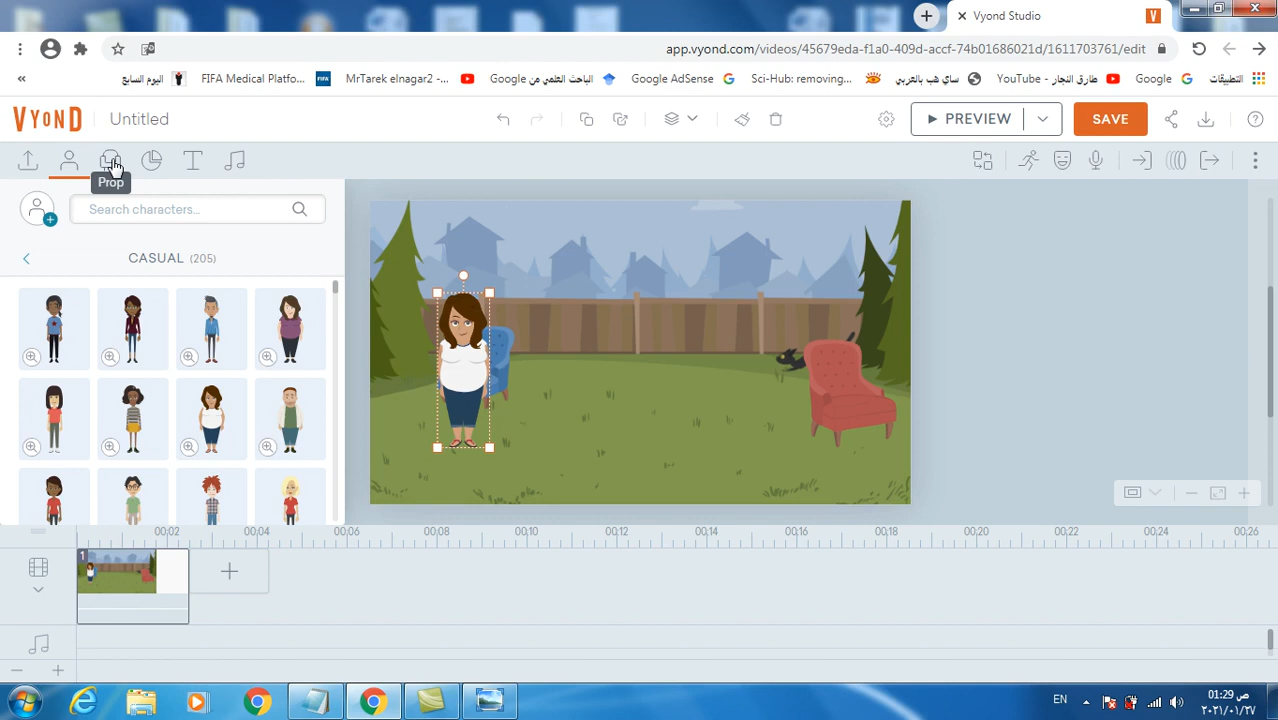 Vyond Studio
app.vyond.com/videos/45679eda-f1a0-409d-accf-74b01686021d/1611703761/edit
«
اليوم السابع
FIFA Medical Platfo...
FIFA
MrTarek elnagar2 - ...
الباحث العلمي من Google
Google AdSense
Sci-Hub: removing...
ساي هب بالعربي
YouTube - طارق النجار
Google
التطبيقات
VYOND
Untitled
PREVIEW
SAVE
Prop
Search characters...
CASUAL (205)
00:02
00:04
00:06
00:08
00:10
00:12
00:14
00:16
00:18
00:20
00:22
00:24
00:26
1
EN
01:29 ص
٢٠٢١/٠١/٢٧